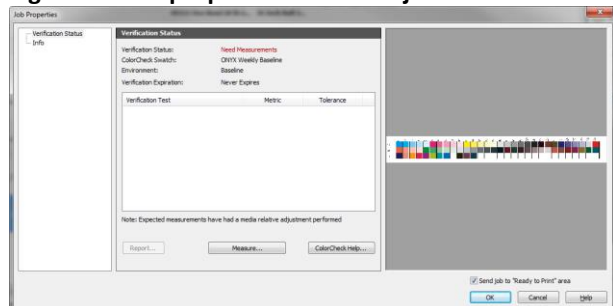 Job Properties
Verification Status
Info
Verification Status
Verification Status: Need Measurements
ColorCheck Swatch: ONYX Weekly Baseline
Environment: Baseline
Verification Expiration: Never Expires
Verification Test Metric Tolerance
Note: Expected measurements have had a media relative adjustment performed
Report... Measure... ColorCheck Help...
Send job to "Ready to Print" area
OK Cancel Help